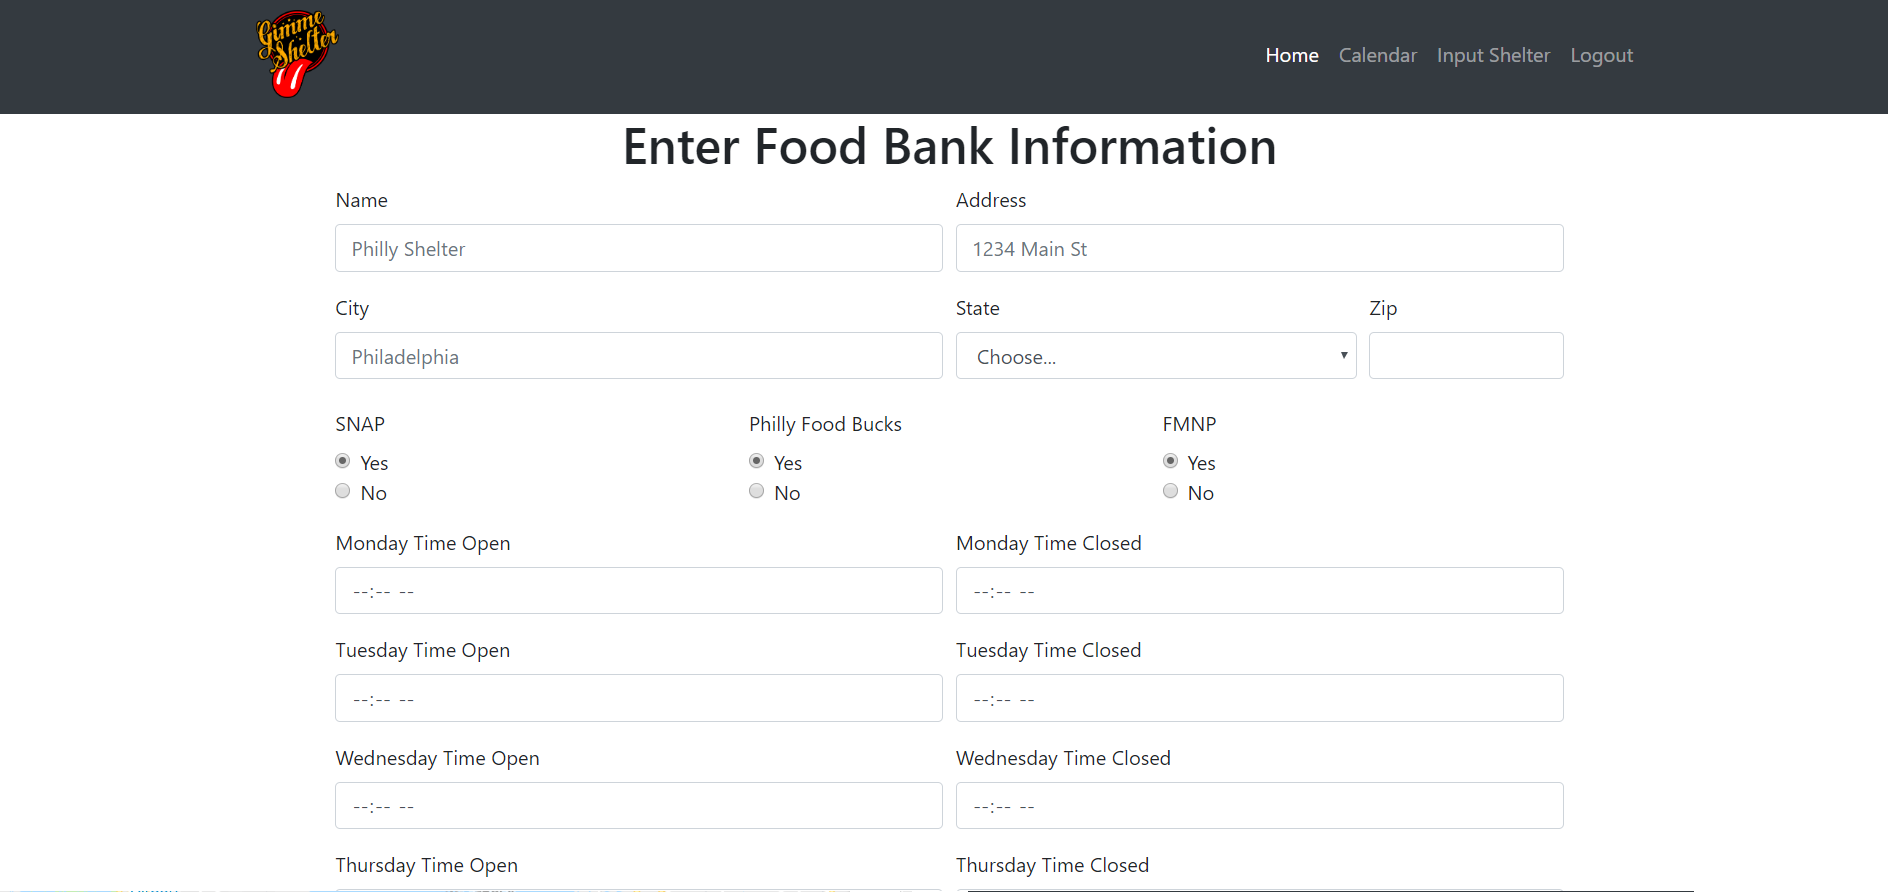 Gimme
Shelter
Home Calendar Input Shelter Logout
Enter Food Bank Information
Name Address
Philly Shelter 1234 Main St
City State Zip
Philadelphia Choose...
SNAP Philly Food Bucks FMNP
Yes Yes Yes
No No No
Monday Time Open Monday Time Closed
--:-- -- --:-- --
Tuesday Time Open Tuesday Time Closed
--:-- -- --:-- --
Wednesday Time Open Wednesday Time Closed
--:-- -- --:-- --
Thursday Time Open Thursday Time Closed